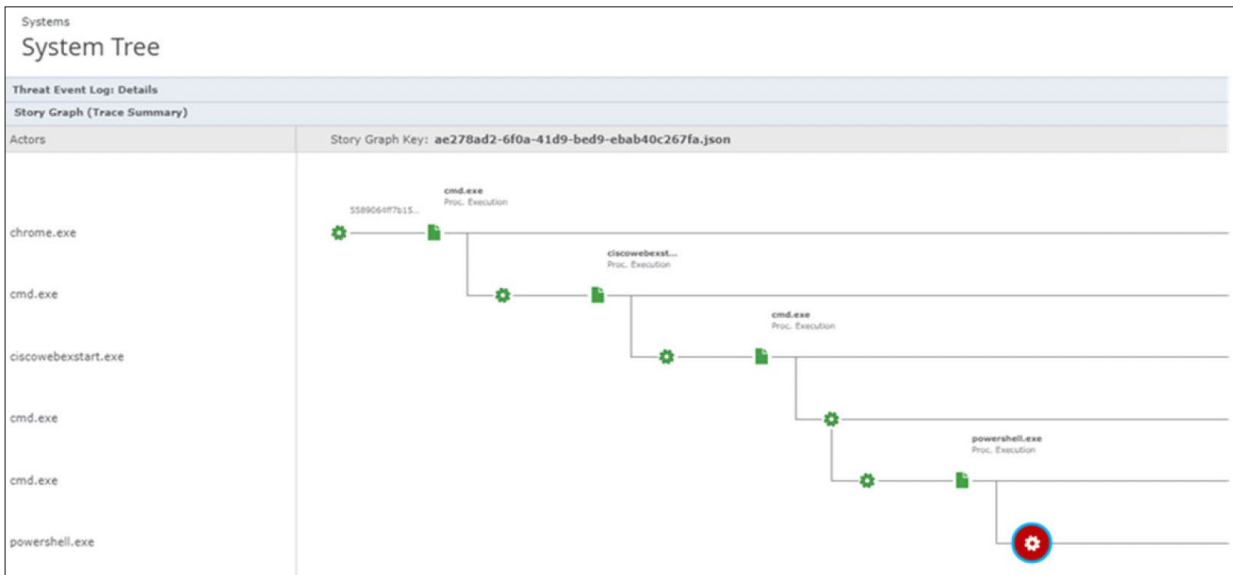 Systems
System Tree
Threat Event Log: Details
Story Graph (Trace Summary)
Actors
Story Graph Key: ae278ad2-6f0a-41d9-bed9-ebab40c267fa.json
cmd.exe
Proc. Execution
5589064ff7b15...
chrome.exe
ciscowebexst...
Proc. Execution
cmd.exe
cmd.exe
Proc. Execution
ciscowebexstart.exe
cmd.exe
powershell.exe
Proc. Execution
cmd.exe
powershell.exe